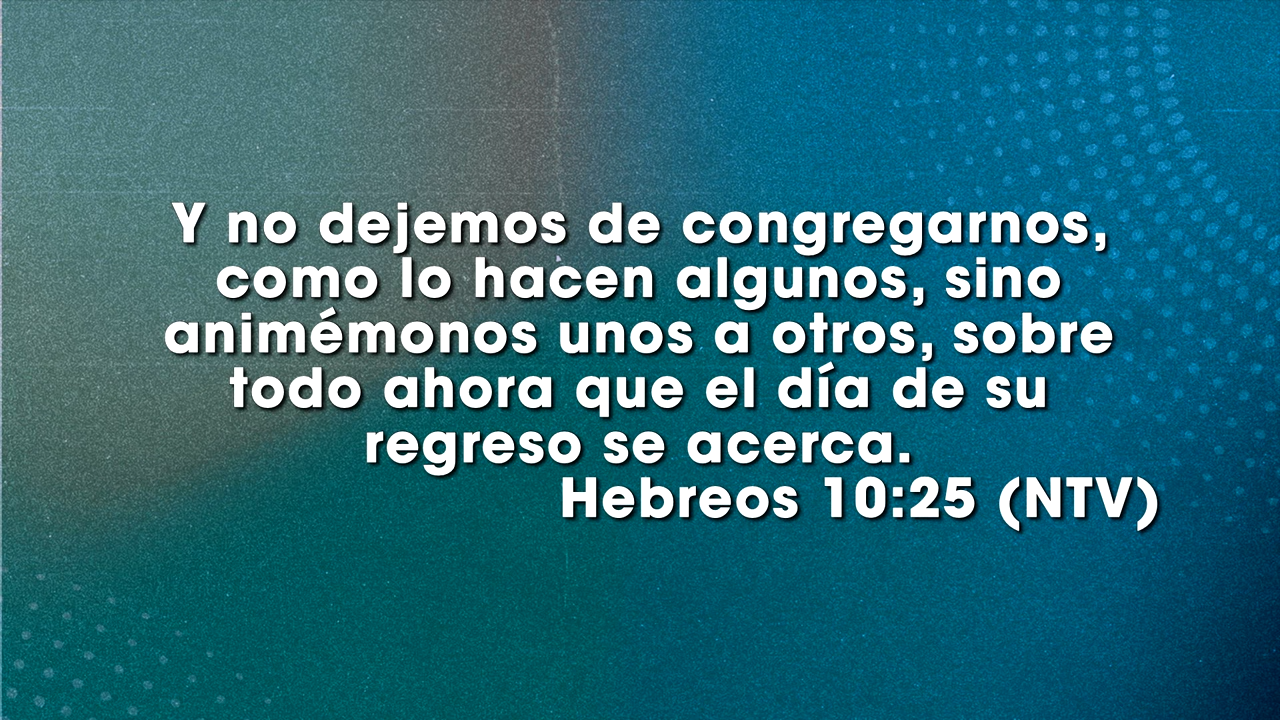 Y no dejemos de congregarnos,
como lo hacen algunos, sino
animémonos unos a otros, sobre
todo ahora que el día de su
regreso se acerca.
Hebreos 10:25 (NTV)